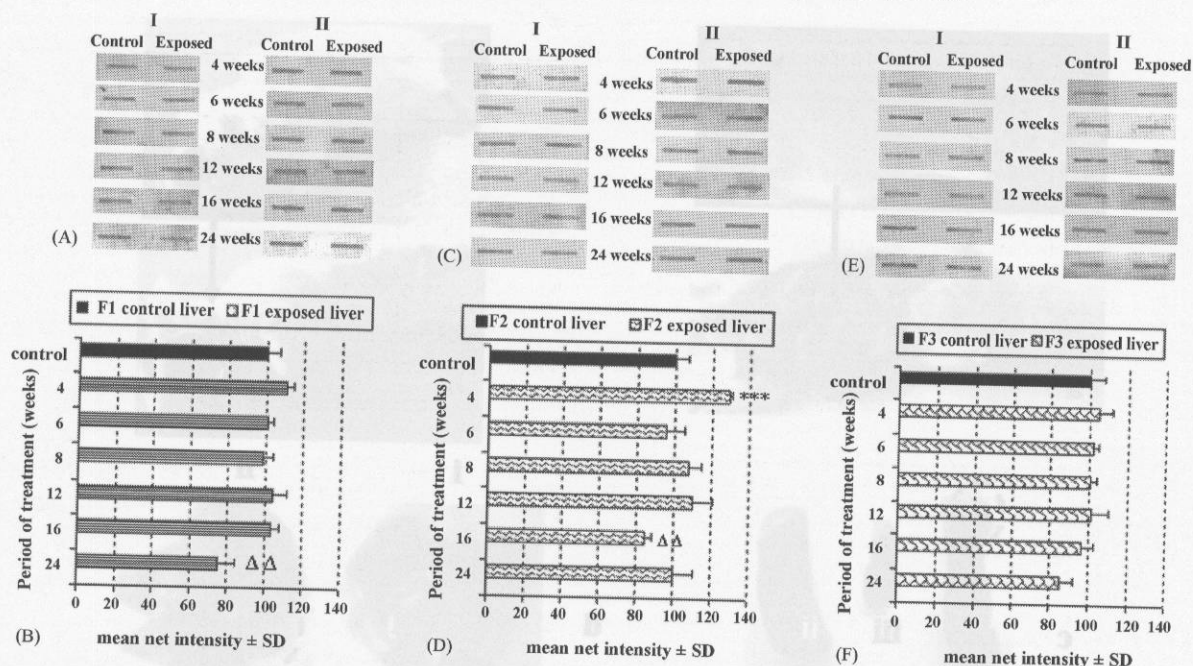 I
II
Control Exposed
Control Exposed
4 weeks
6 weeks
8 weeks
12 weeks
16 weeks
24 weeks
(A)
I
II
Control Exposed
Control Exposed
4 weeks
6 weeks
8 weeks
12 weeks
16 weeks
24 weeks
(C)
I
II
Control Exposed
Control Exposed
4 weeks
6 weeks
8 weeks
12 weeks
16 weeks
24 weeks
(E)
F1 control liver F1 exposed liver
Period of treatment (weeks)
control
4
6
8
12
16
24 Δ Δ
0 20 40 60 80 100 120 140
(B) mean net intensity ± SD
F2 control liver F2 exposed liver
Period of treatment (weeks)
control
4 ***
6
8
12
16 Δ Δ
24
0 20 40 60 80 100 120 140
(D) mean net intensity ± SD
F3 control liver F3 exposed liver
Period of treatment (weeks)
control
4
6
8
12
16
24
0 20 40 60 80 100 120 140
(F) mean net intensity ± SD